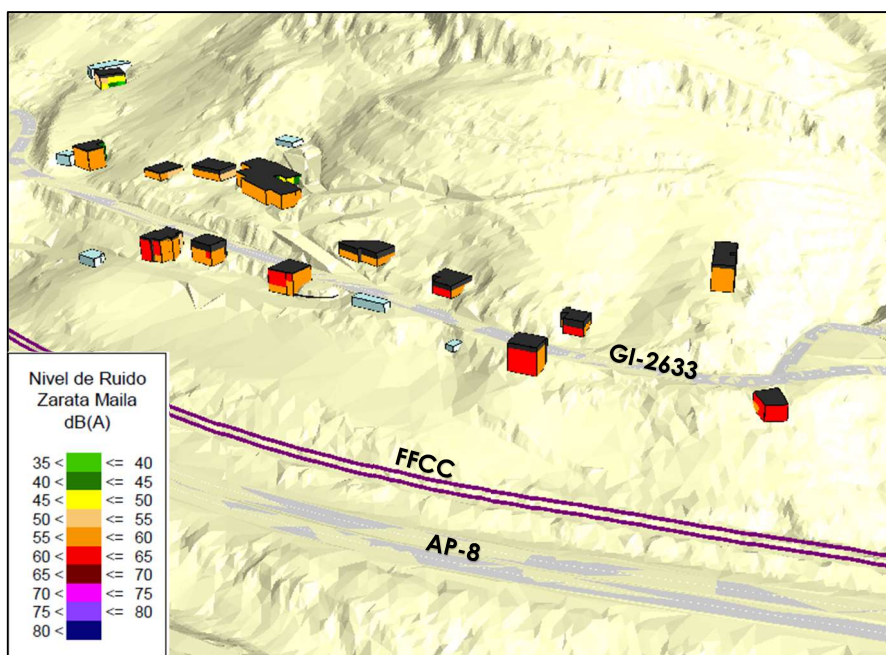 GI-2633
FFCC
AP-8
Nivel de Ruido
Zarata Maila
dB(A)
35 < <= 40
40 < <= 45
45 < <= 50
50 < <= 55
55 < <= 60
60 < <= 65
65 < <= 70
70 < <= 75
75 < <= 80
80 <